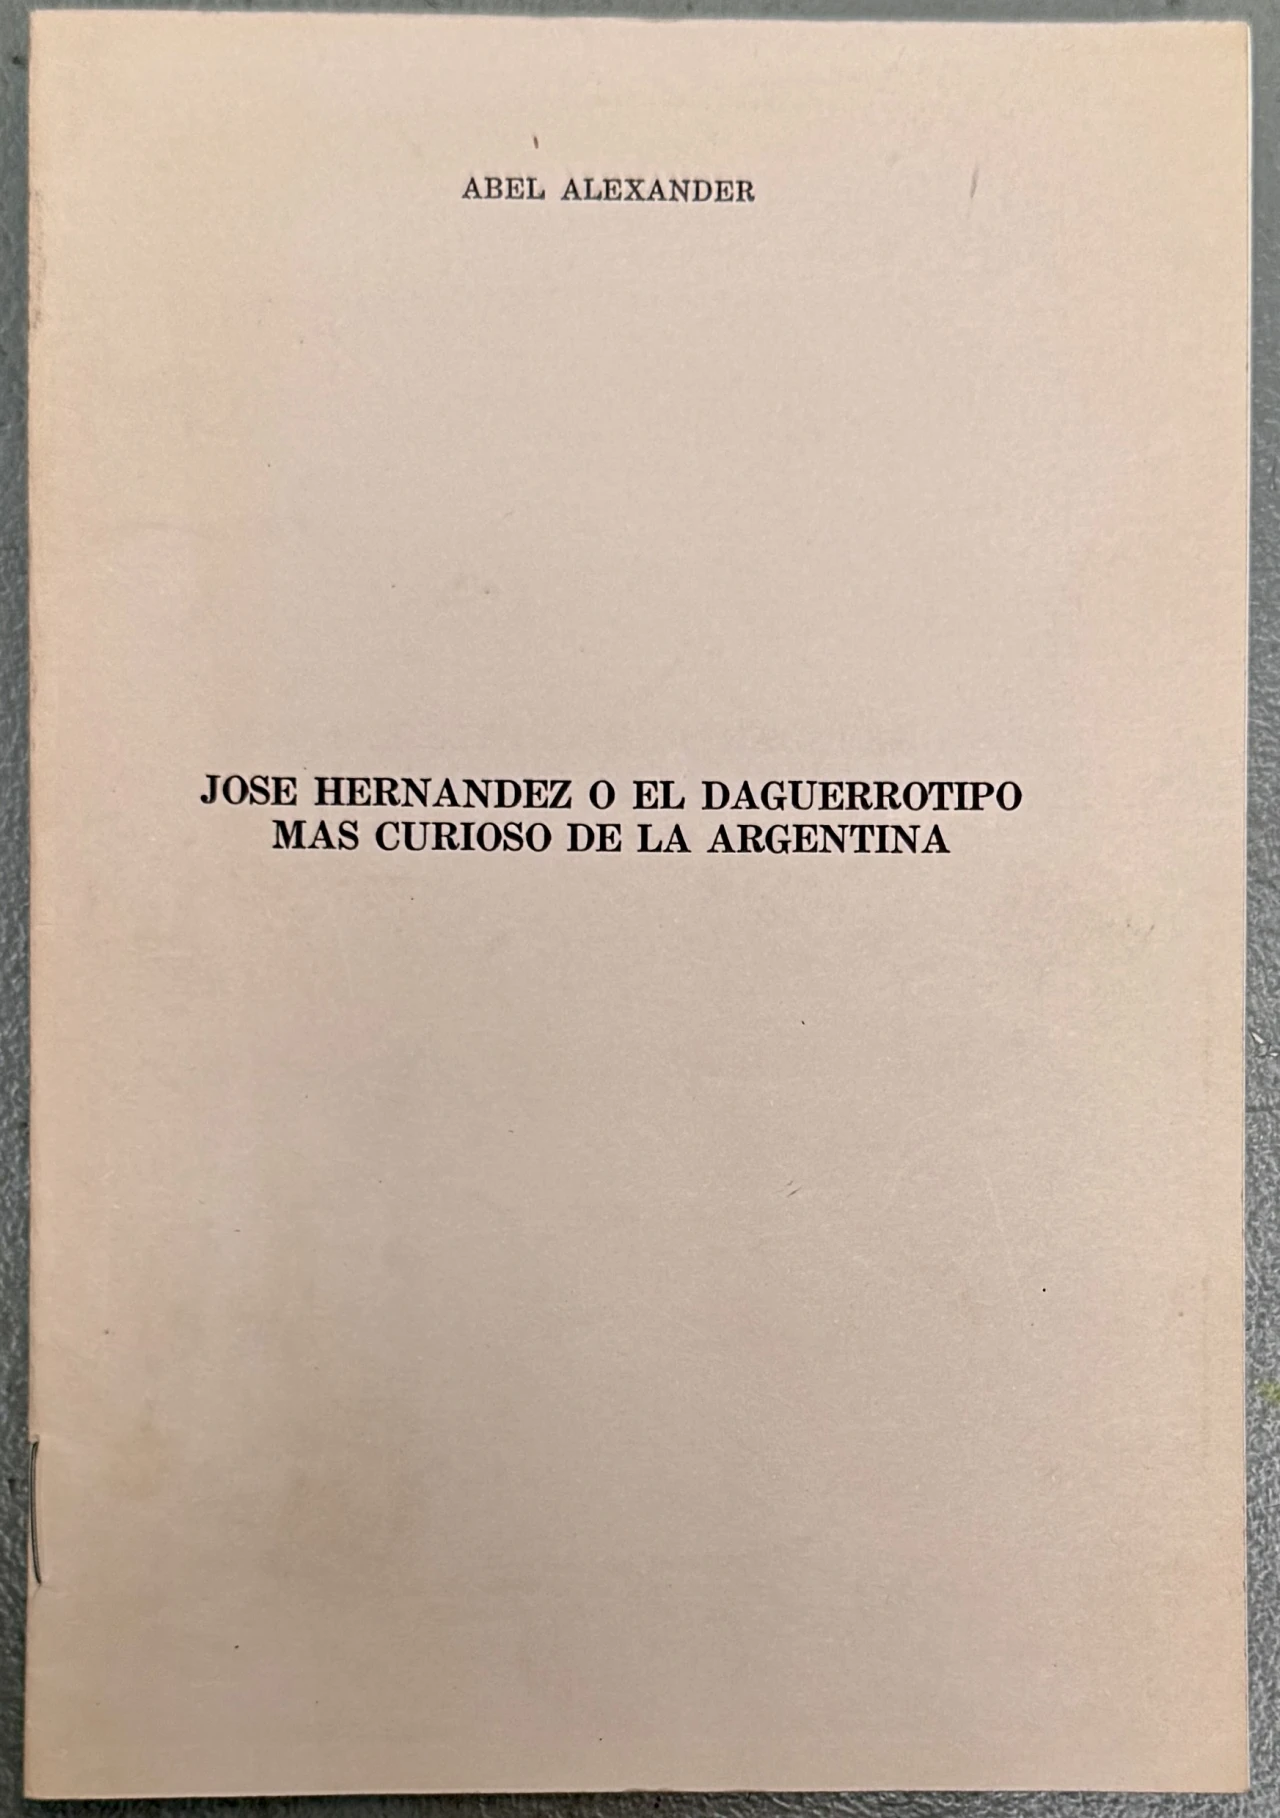 ABEL ALEXANDER
JOSE HERNANDEZ O EL DAGUERROTIPO
MAS CURIOSO DE LA ARGENTINA